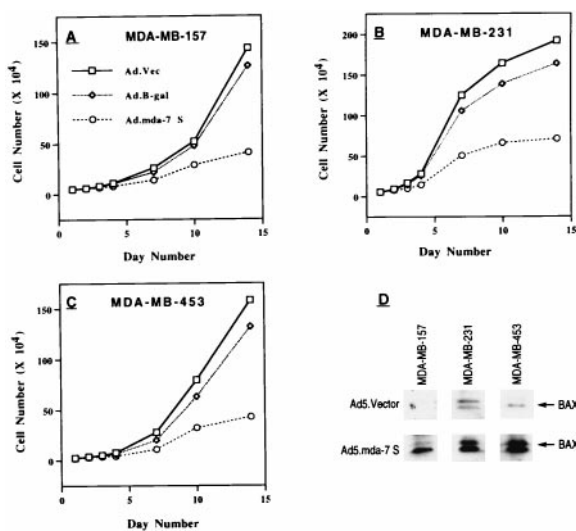 A
MDA-MB-157
Ad.Vec
Ad.B-gal
Ad.mda-7 S
Cell Number (X 10⁴)
150
100
50
0
0
5
10
15
Day Number
B
MDA-MB-231
Cell Number (X 10⁴)
200
150
100
50
0
0
5
10
15
Day Number
C
MDA-MB-453
Cell Number (X 10⁴)
150
100
50
0
0
5
10
15
Day Number
D
MDA-MB-157
MDA-MB-231
MDA-MB-453
Ad5.Vector
BAX
Ad5.mda-7 S
BAX